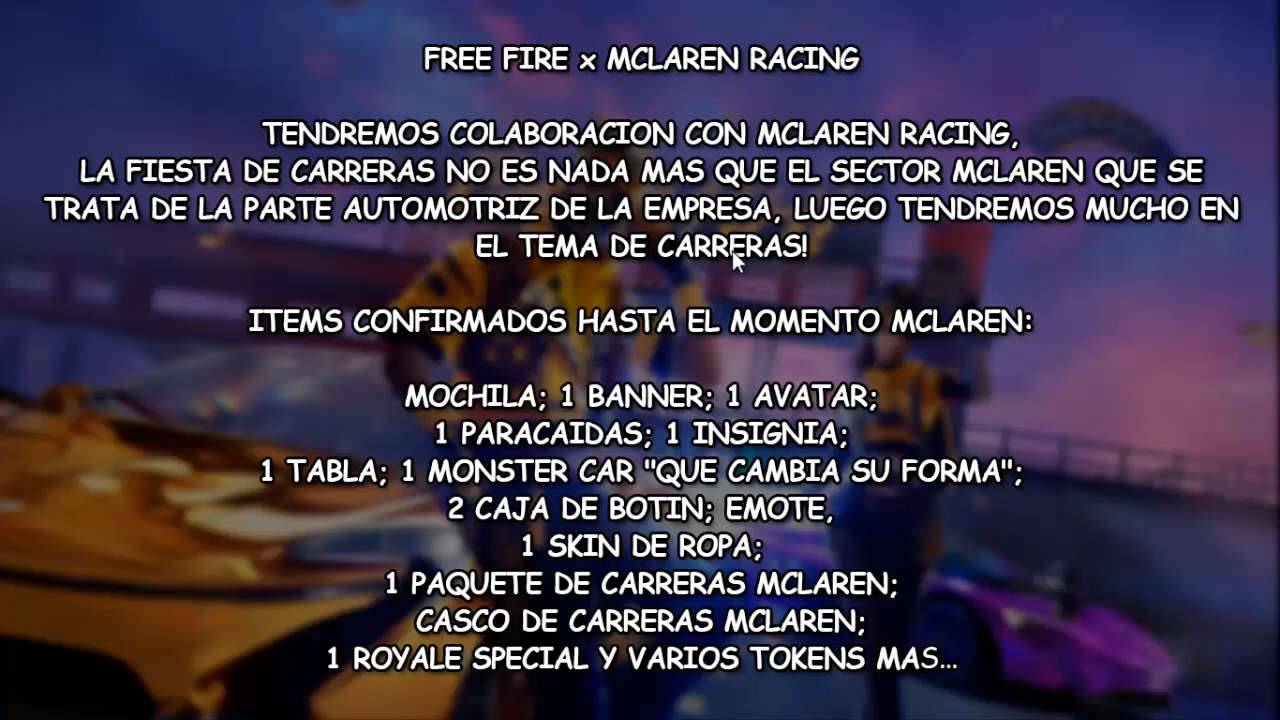 FREE FIRE x MCLAREN RACING
TENDREMOS COLABORACION CON MCLAREN RACING,
LA FIESTA DE CARRERAS NO ES NADA MAS QUE EL SECTOR MCLAREN QUE SE
TRATA DE LA PARTE AUTOMOTRIZ DE LA EMPRESA, LUEGO TENDREMOS MUCHO EN
EL TEMA DE CARRERAS!
ITEMS CONFIRMADOS HASTA EL MOMENTO MCLAREN:
MOCHILA; 1 BANNER; 1 AVATAR;
1 PARACAIDAS; 1 INSIGNIA;
1 TABLA; 1 MONSTER CAR "QUE CAMBIA SU FORMA";
2 CAJA DE BOTIN; EMOTE,
1 SKIN DE ROPA;
1 PAQUETE DE CARRERAS MCLAREN;
CASCO DE CARRERAS MCLAREN;
1 ROYALE SPECIAL Y VARIOS TOKENS MAS...